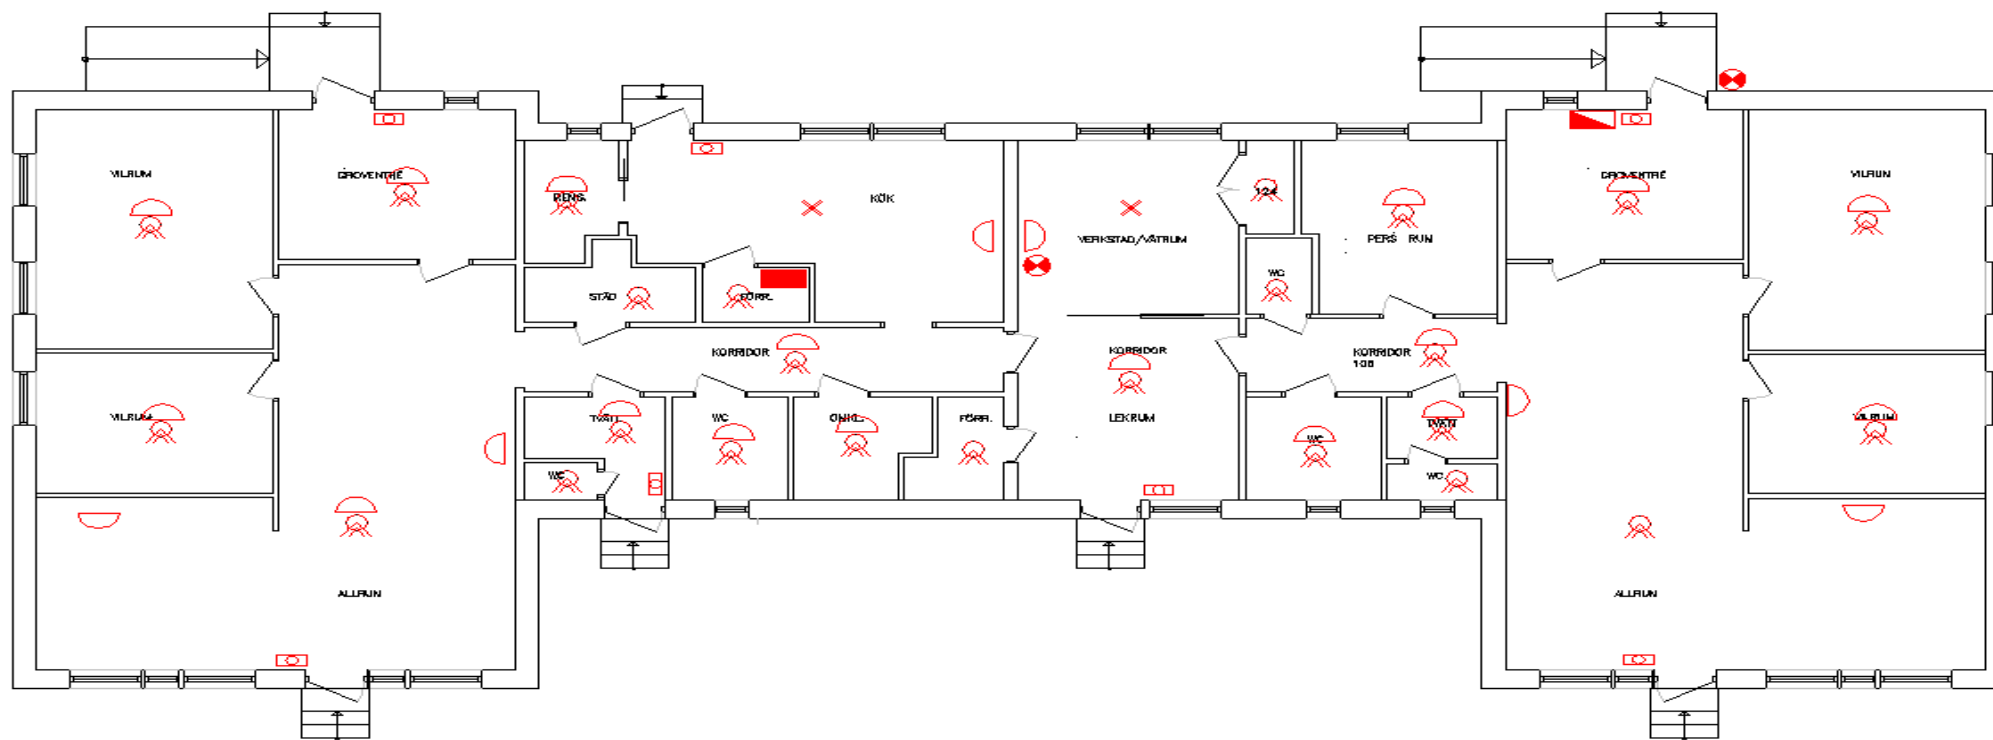 VILRUM
GROVENTRÉ
RENS.
KÖK
124
VERKSTAD/VÅTRUM
PERS RUM
GROVENTRÉ
VILRUM
STÄD
FÖRR.
WC
KORRIDOR
KORRIDOR
KORRIDOR
108
VILRUM
TVÄTT
WC
FÖRR.
LEKRUM
WC
TVÄTT
VILRUM
WC
WC
ALLRUM
ALLRUM